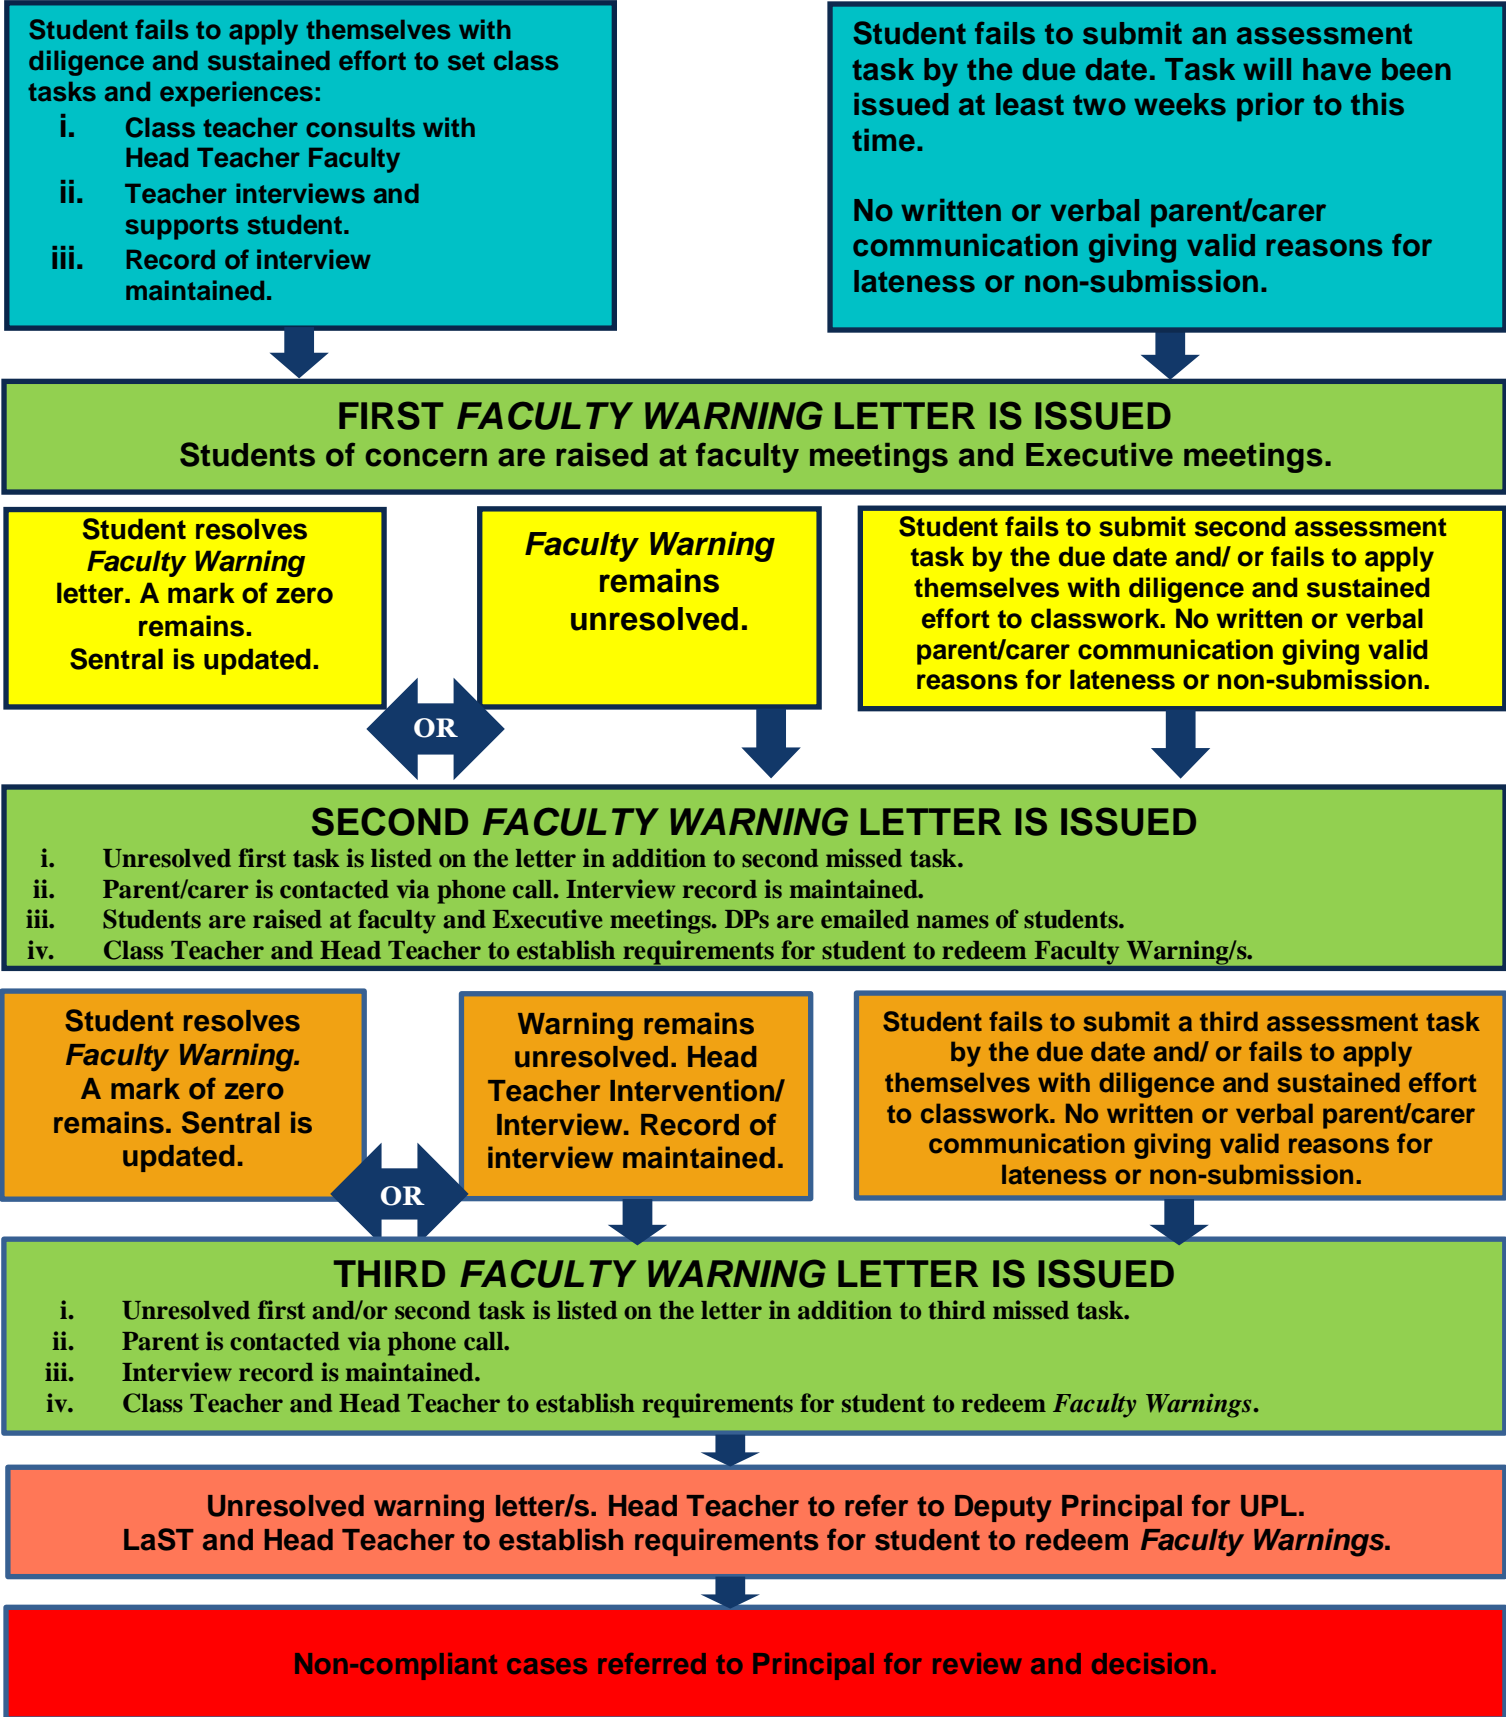 Student fails to apply themselves with
diligence and sustained effort to set class
tasks and experiences:
i. Class teacher consults with
Head Teacher Faculty
ii. Teacher interviews and
supports student.
iii. Record of interview
maintained.
Student fails to submit an assessment
task by the due date. Task will have been
issued at least two weeks prior to this
time.
No written or verbal parent/carer
communication giving valid reasons for
lateness or non-submission.
FIRST FACULTY WARNING LETTER IS ISSUED
Students of concern are raised at faculty meetings and Executive meetings.
Student resolves
Faculty Warning
letter. A mark of zero
remains.
Sentral is updated.
OR
Faculty Warning
remains
unresolved.
Student fails to submit second assessment
task by the due date and/ or fails to apply
themselves with diligence and sustained
effort to classwork. No written or verbal
parent/carer communication giving valid
reasons for lateness or non-submission.
SECOND FACULTY WARNING LETTER IS ISSUED
i. Unresolved first task is listed on the letter in addition to second missed task.
ii. Parent/carer is contacted via phone call. Interview record is maintained.
iii. Students are raised at faculty and Executive meetings. DPs are emailed names of students.
iv. Class Teacher and Head Teacher to establish requirements for student to redeem Faculty Warning/s.
Student resolves
Faculty Warning.
A mark of zero
remains. Sentral is
updated.
OR
Warning remains
unresolved. Head
Teacher Intervention/
Interview. Record of
interview maintained.
Student fails to submit a third assessment task
by the due date and/ or fails to apply
themselves with diligence and sustained effort
to classwork. No written or verbal parent/carer
communication giving valid reasons for
lateness or non-submission.
THIRD FACULTY WARNING LETTER IS ISSUED
i. Unresolved first and/or second task is listed on the letter in addition to third missed task.
ii. Parent is contacted via phone call.
iii. Interview record is maintained.
iv. Class Teacher and Head Teacher to establish requirements for student to redeem Faculty Warnings.
Unresolved warning letter/s. Head Teacher to refer to Deputy Principal for UPL.
LaST and Head Teacher to establish requirements for student to redeem Faculty Warnings.
Non-compliant cases referred to Principal for review and decision.